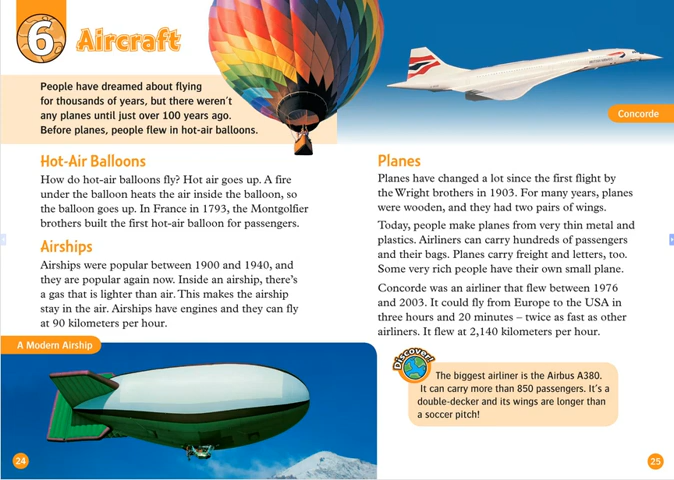 6
Aircraft
People have dreamed about flying
for thousands of years, but there weren't
any planes until just over 100 years ago.
Before planes, people flew in hot-air balloons.
Hot-Air Balloons
How do hot-air balloons fly? Hot air goes up. A fire
under the balloon heats the air inside the balloon, so
the balloon goes up. In France in 1793, the Montgolfier
brothers built the first hot-air balloon for passengers.
Airships
Airships were popular between 1900 and 1940, and
they are popular again now. Inside an airship, there's
a gas that is lighter than air. This makes the airship
stay in the air. Airships have engines and they can fly
at 90 kilometers per hour.
A Modern Airship
24
Concorde
Planes
Planes have changed a lot since the first flight by
the Wright brothers in 1903. For many years, planes
were wooden, and they had two pairs of wings.
Today, people make planes from very thin metal and
plastics. Airliners can carry hundreds of passengers
and their bags. Planes carry freight and letters, too.
Some very rich people have their own small plane.
Concorde was an airliner that flew between 1976
and 2003. It could fly from Europe to the USA in
three hours and 20 minutes – twice as fast as other
airliners. It flew at 2,140 kilometers per hour.
Discover!
The biggest airliner is the Airbus A380.
It can carry more than 850 passengers. It's a
double-decker and its wings are longer than
a soccer pitch!
25